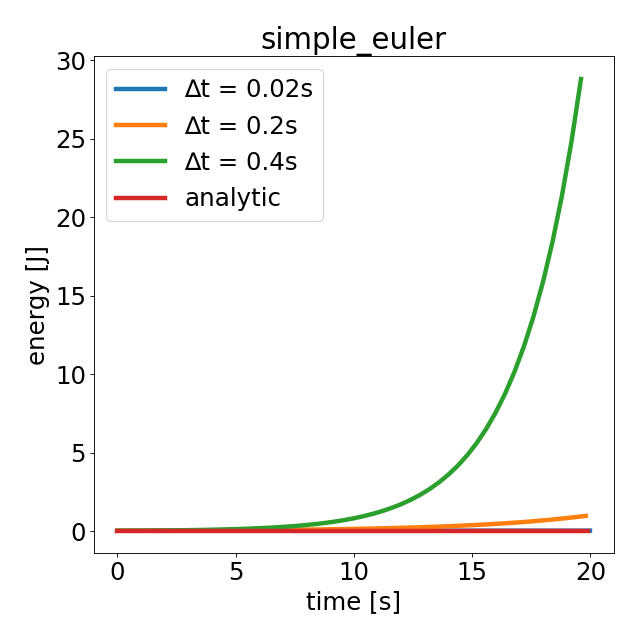 simple_euler
30
25
20
15
10
5
0
energy [J]
Δt = 0.02s
Δt = 0.2s
Δt = 0.4s
analytic
0 5 10 15 20
time [s]